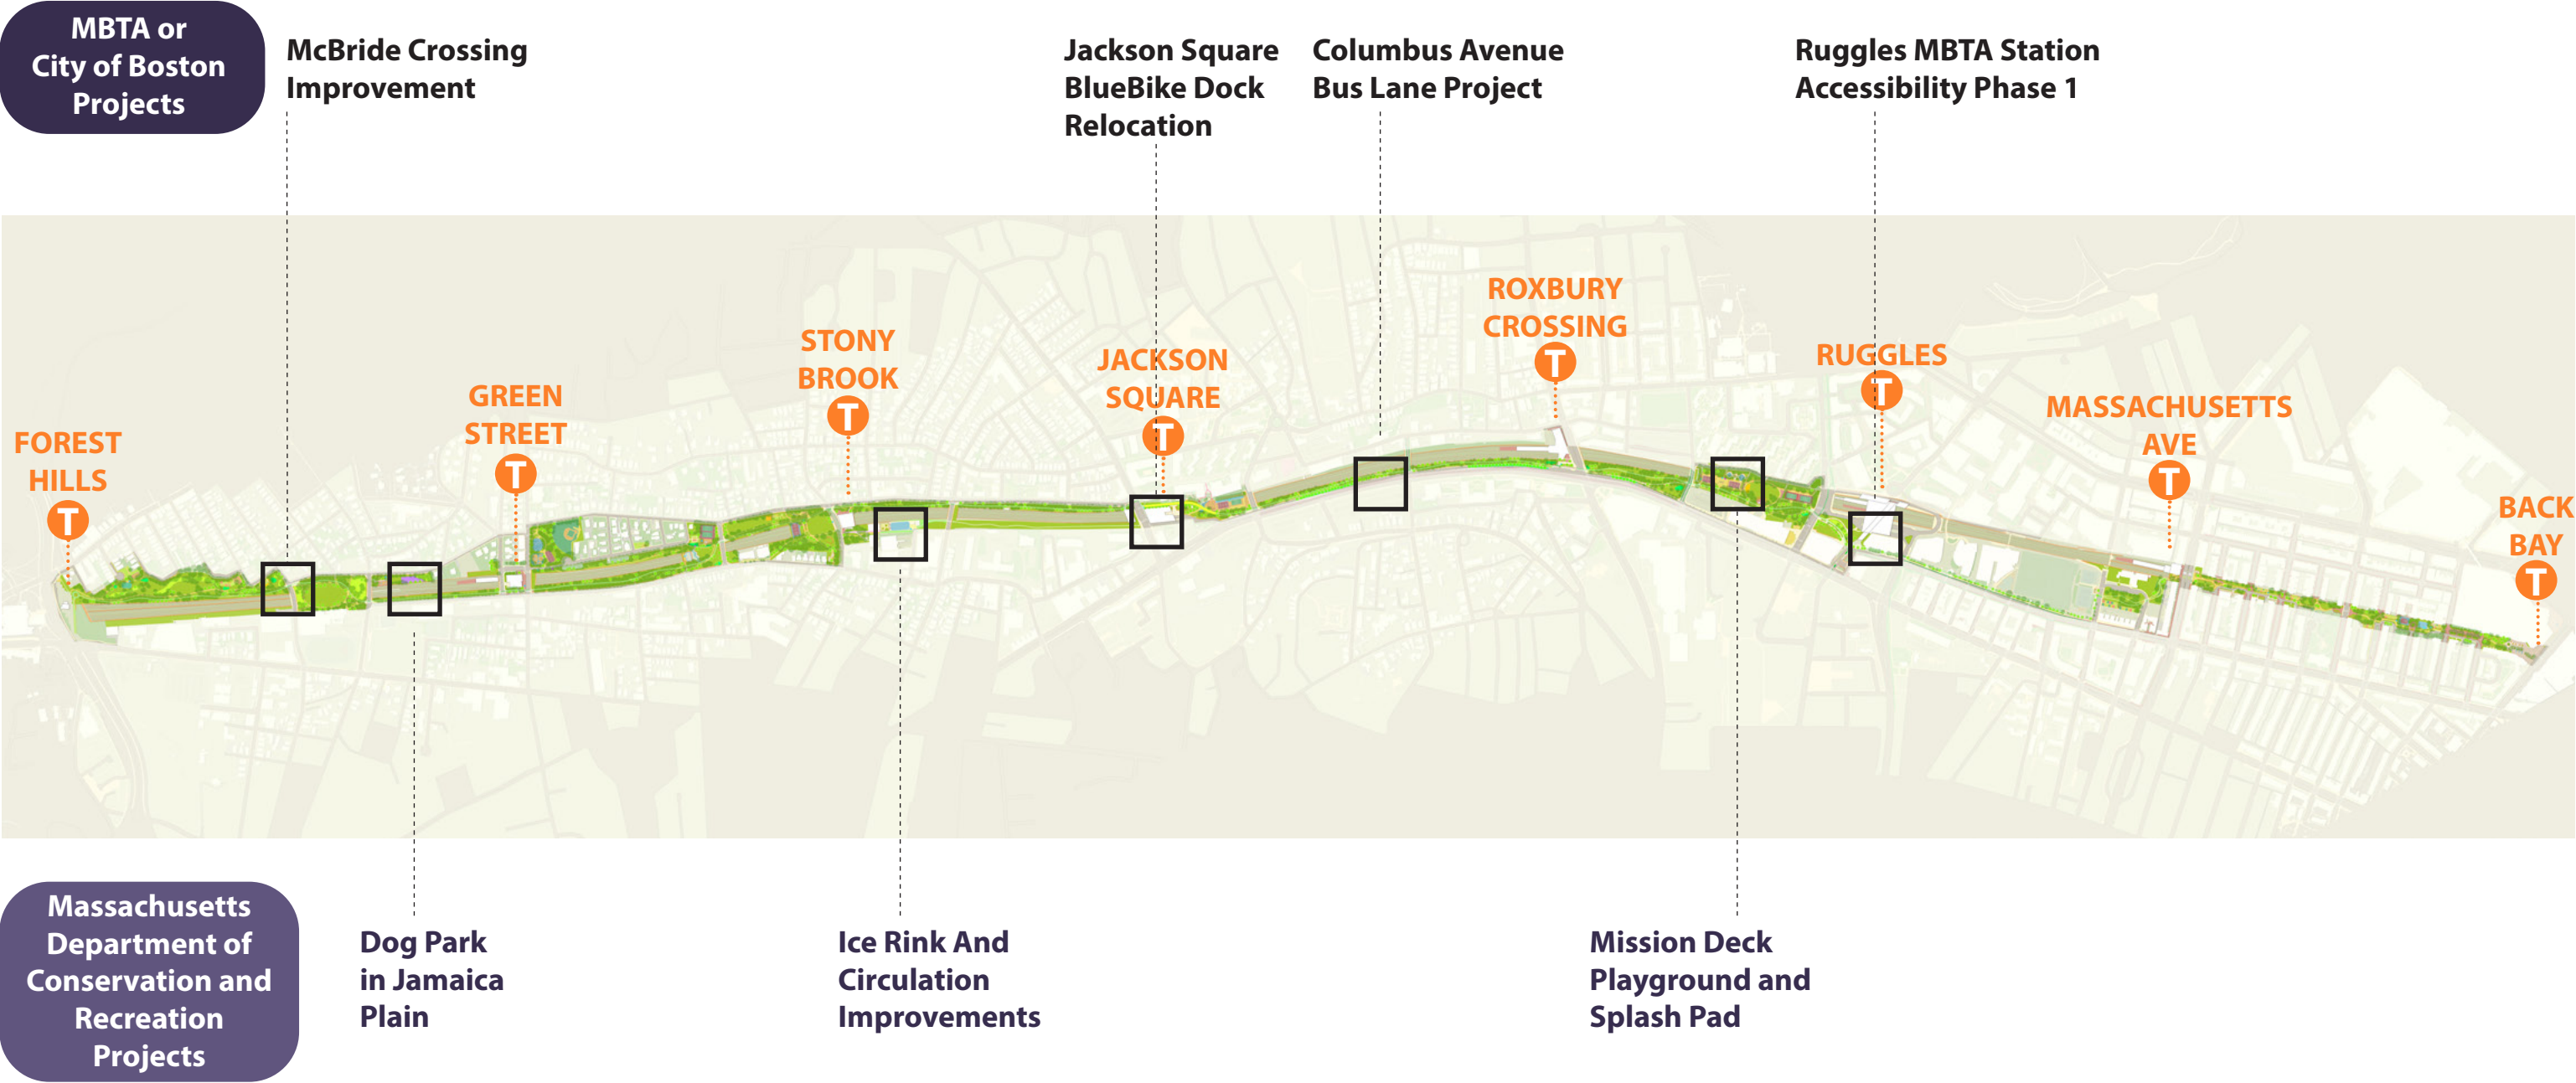 MBTA or
City of Boston
Projects
McBride Crossing
Improvement
Jackson Square
BlueBike Dock
Relocation
Columbus Avenue
Bus Lane Project
Ruggles MBTA Station
Accessibility Phase 1
FOREST
HILLS
T
GREEN
STREET
T
STONY
BROOK
T
JACKSON
SQUARE
T
ROXBURY
CROSSING
T
RUGGLES
T
MASSACHUSETTS
AVE
T
BACK
BAY
T
Massachusetts
Department of
Conservation and
Recreation
Projects
Dog Park
in Jamaica
Plain
Ice Rink And
Circulation
Improvements
Mission Deck
Playground and
Splash Pad